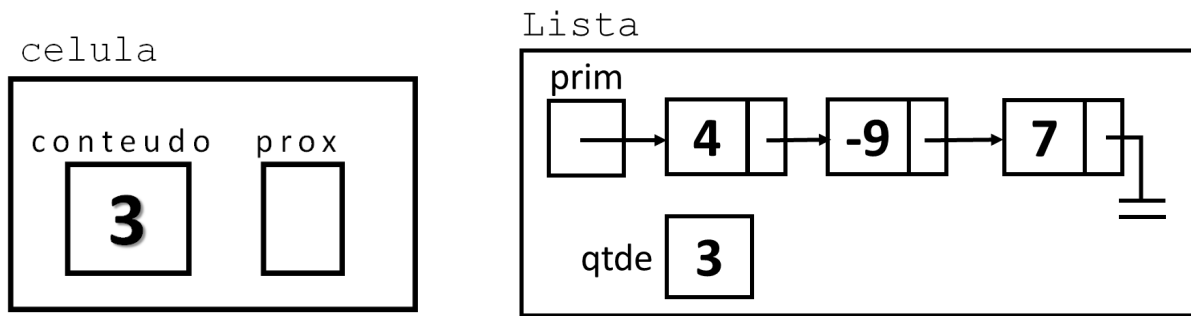 celula
conteudo prox
3
Lista
prim
4 -9 7
qtde 3